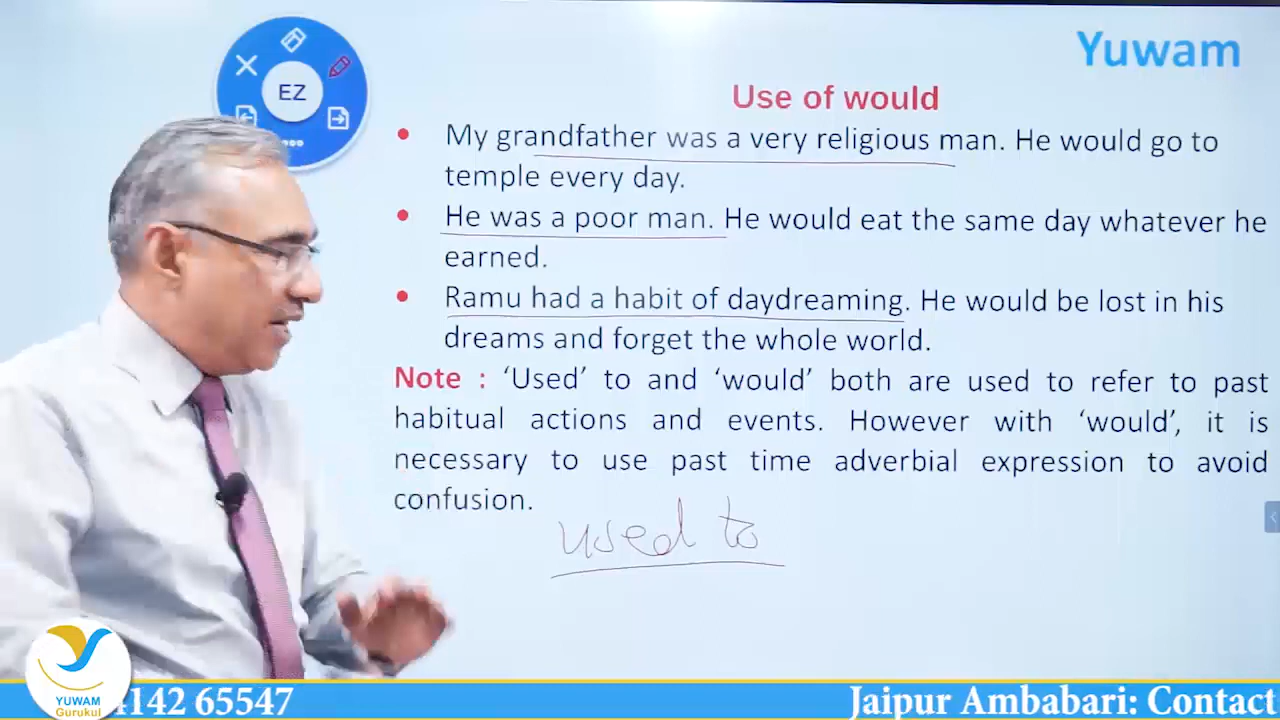 Yuwam
EZ
Use of would
• My grandfather was a very religious man. He would go to
temple every day.
• He was a poor man. He would eat the same day whatever he
earned.
• Ramu had a habit of daydreaming. He would be lost in his
dreams and forget the whole world.
Note : ‘Used’ to and ‘would’ both are used to refer to past
habitual actions and events. However with ‘would’, it is
necessary to use past time adverbial expression to avoid
confusion.
used to
YUWAM
Gurukul
4142 65547
Jaipur Ambabari: Contact